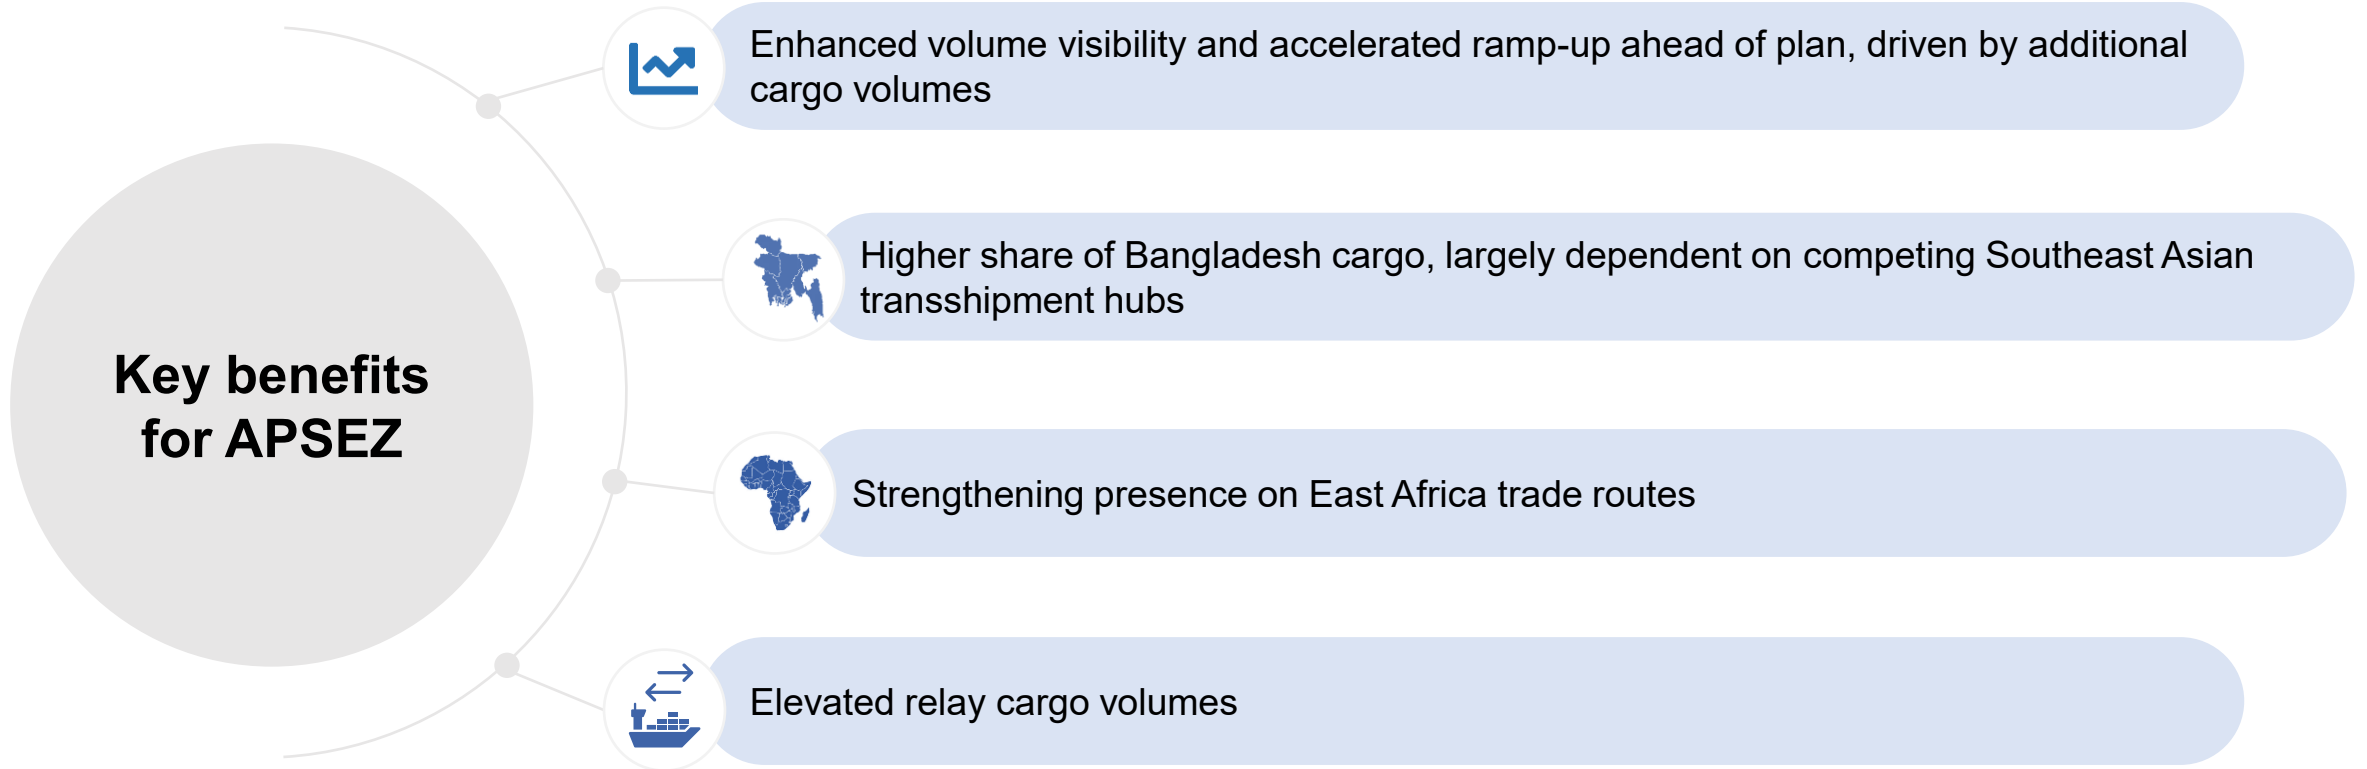 Key benefits
for APSEZ
Enhanced volume visibility and accelerated ramp-up ahead of plan, driven by additional
cargo volumes
Higher share of Bangladesh cargo, largely dependent on competing Southeast Asian
transshipment hubs
Strengthening presence on East Africa trade routes
Elevated relay cargo volumes